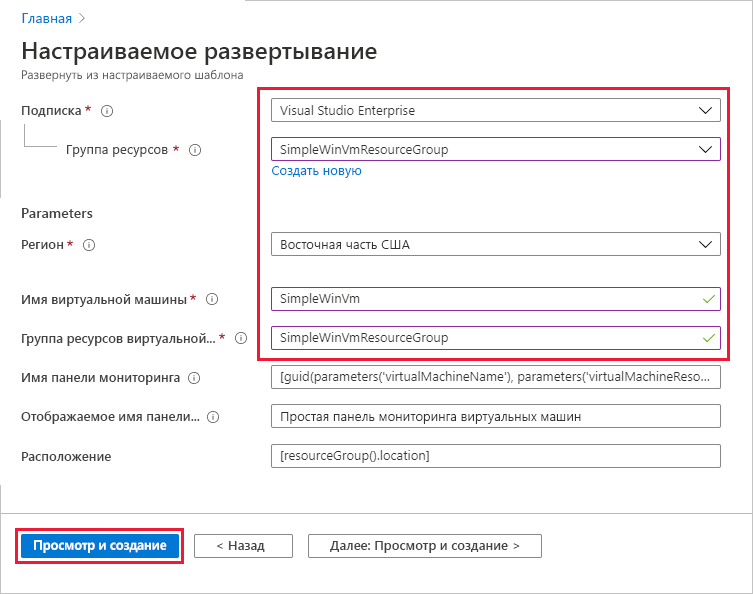 Главная >
Настраиваемое развертывание
Развернуть из настраиваемого шаблона
Подписка *
Visual Studio Enterprise
Группа ресурсов *
SimpleWinVmResourceGroup
Создать новую
Parameters
Регион *
Восточная часть США
Имя виртуальной машины *
SimpleWinVm
Группа ресурсов виртуальной... *
SimpleWinVmResourceGroup
Имя панели мониторинга
[guid(parameters('virtualMachineName'), parameters('virtualMachineReso...
Отображаемое имя панели...
Простая панель мониторинга виртуальных машин
Расположение
[resourceGroup().location]
Просмотр и создание
< Назад
Далее: Просмотр и создание >